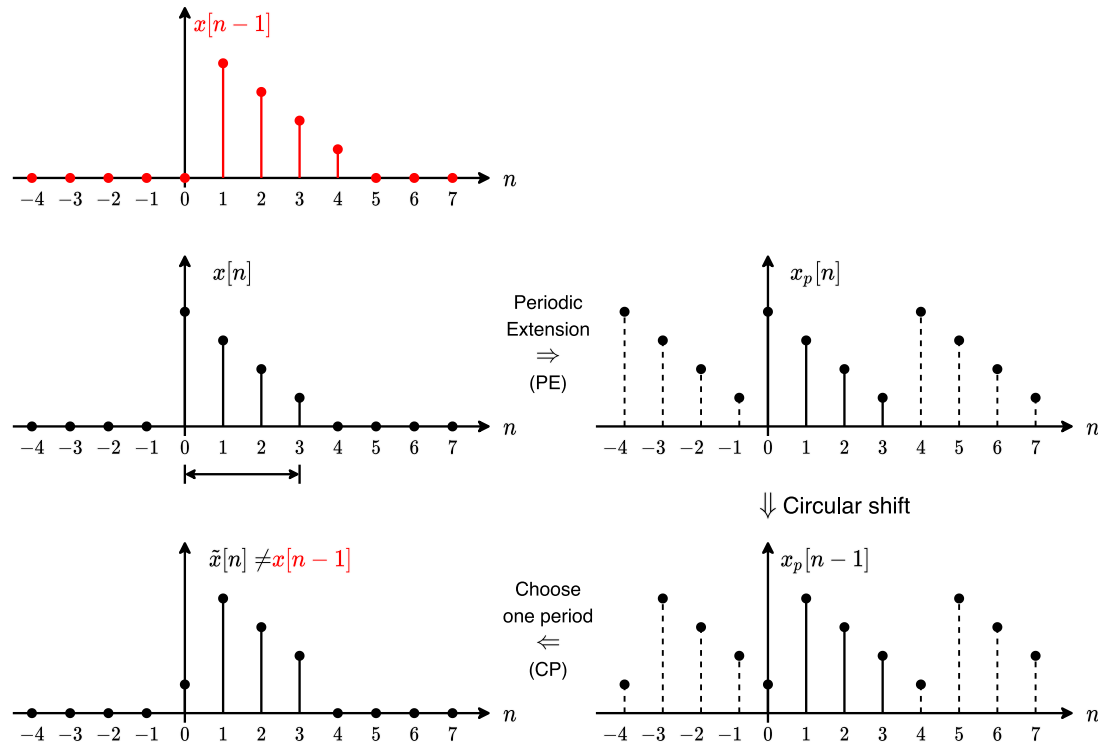 x[n − 1]
n
−4 −3 −2 −1 0 1 2 3 4 5 6 7
x[n]
n
−4 −3 −2 −1 0 1 2 3 4 5 6 7
Periodic
Extension
⇒
(PE)
x_p[n]
n
−4 −3 −2 −1 0 1 2 3 4 5 6 7
⇓ Circular shift
x̃[n] ≠ x[n − 1]
n
−4 −3 −2 −1 0 1 2 3 4 5 6 7
Choose
one period
⇐
(CP)
x_p[n − 1]
n
−4 −3 −2 −1 0 1 2 3 4 5 6 7